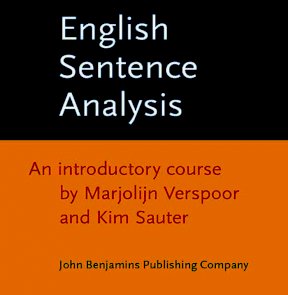 English
Sentence
Analysis
An introductory course
by Marjolijn Verspoor
and Kim Sauter
John Benjamins Publishing Company